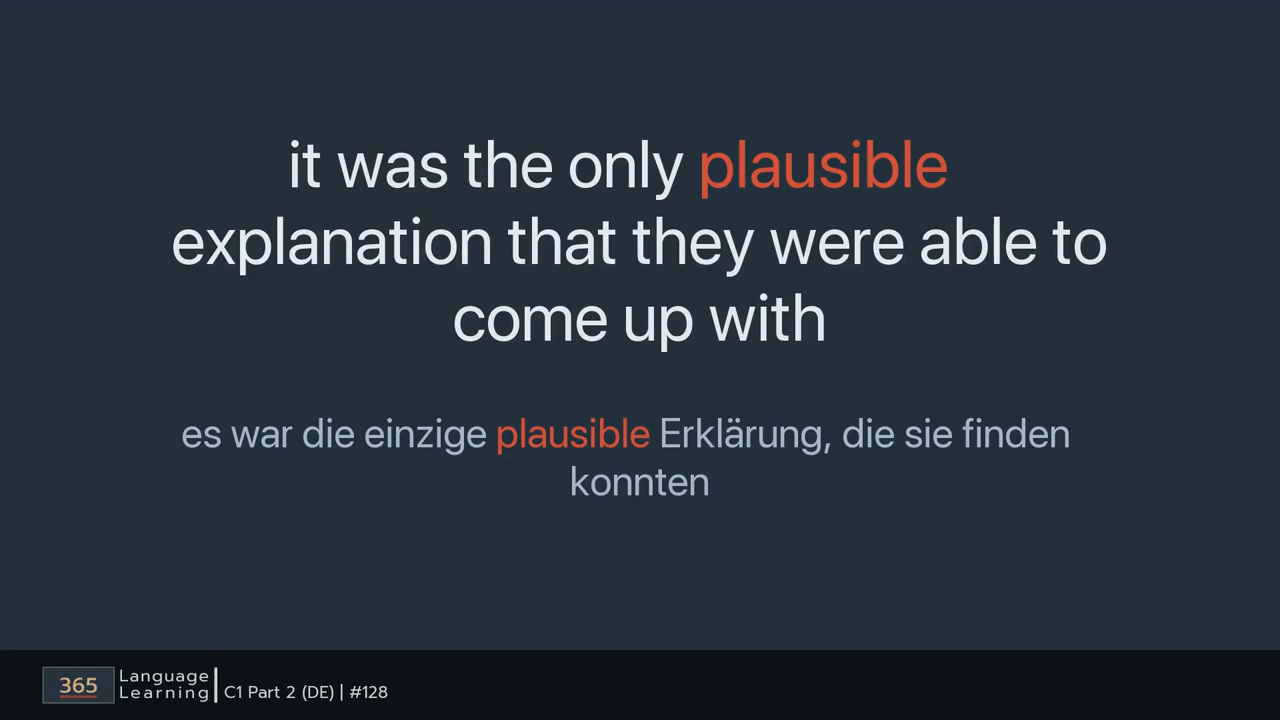 it was the only plausible
explanation that they were able to
come up with
es war die einzige plausible Erklärung, die sie finden
konnten
365 Language
Learning
C1 Part 2 (DE) | #128